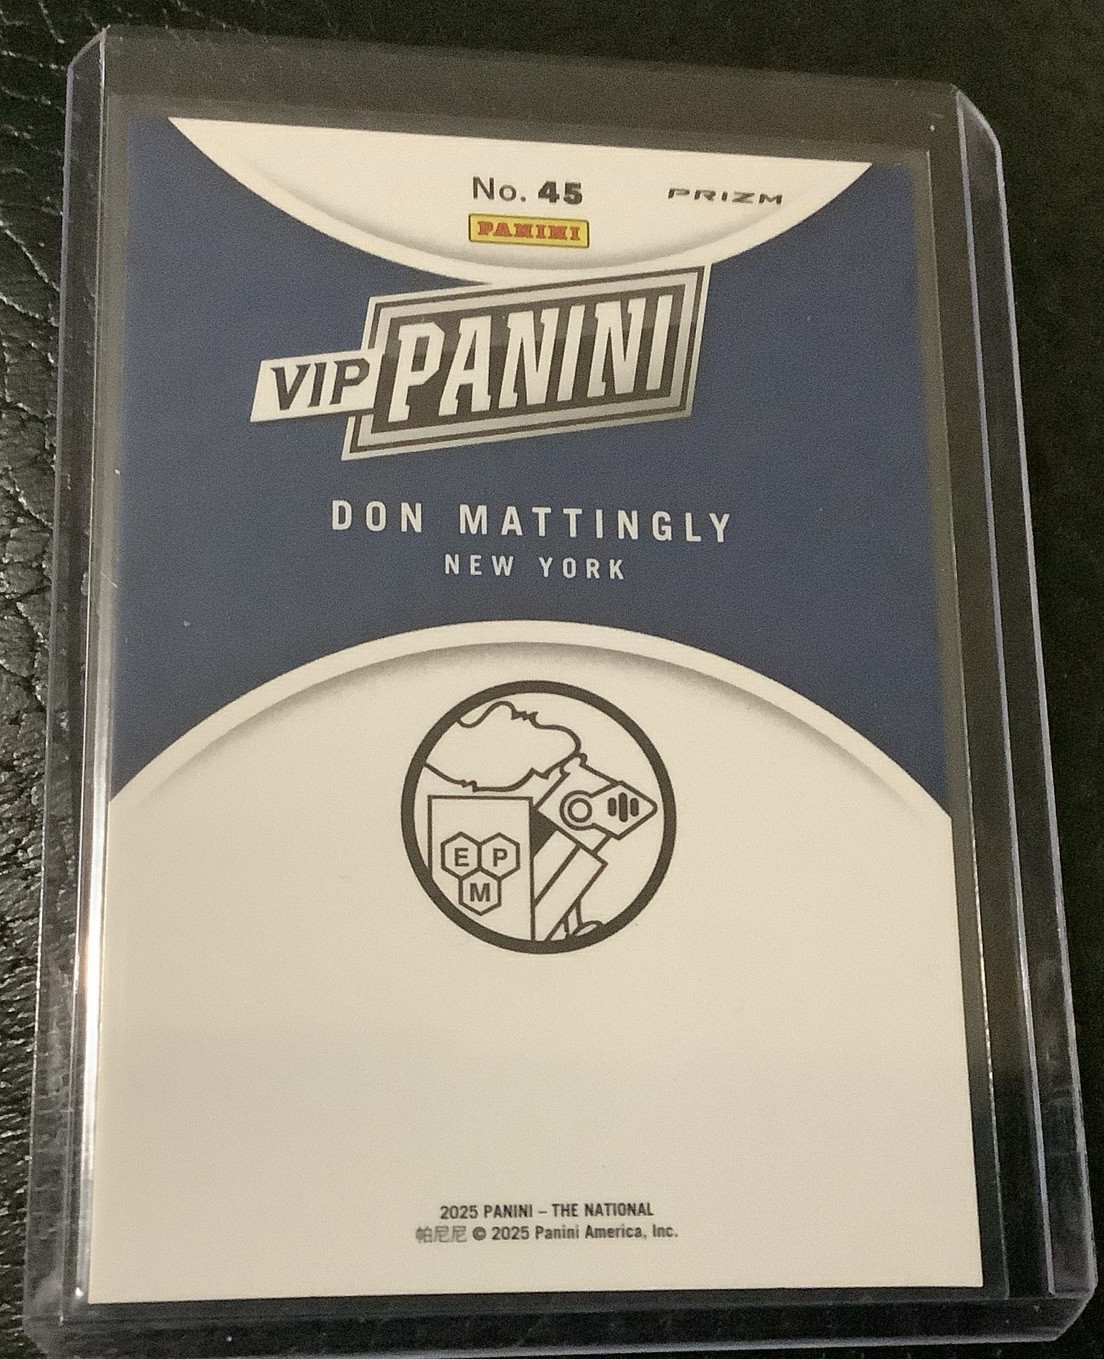 No. 45
PRIZM
PANINI
VIP PANINI
DON MATTINGLY
NEW YORK
E P
M
2025 PANINI – THE NATIONAL
帕尼尼 © 2025 Panini America, Inc.